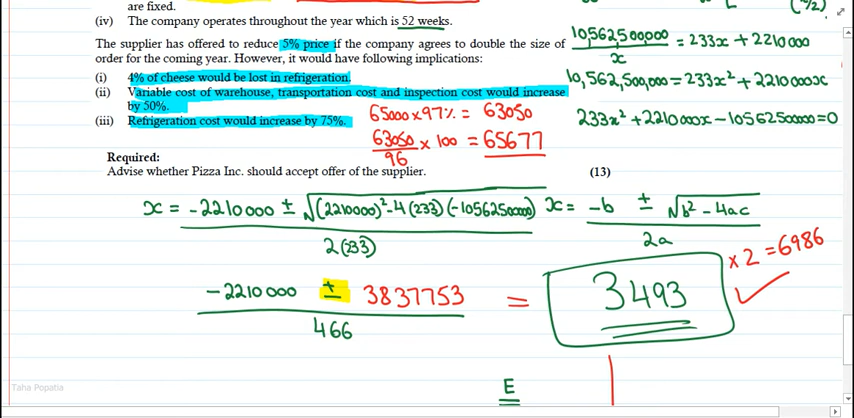 are fixed.
(iv) The company operates throughout the year which is 52 weeks.
The supplier has offered to reduce 5% price if the company agrees to double the size of
order for the coming year. However, it would have following implications:
(i) 4% of cheese would be lost in refrigeration.
(ii) Variable cost of warehouse, transportation cost and inspection cost would increase
by 50%.
(iii) Refrigeration cost would increase by 75%.
65000 x 97% = 63050
63050 / 96 x 100 = 65677
Required:
Advise whether Pizza Inc. should accept offer of the supplier. (13)
10,562,500,000 / x = 233x + 2210000
10,562,500,000 = 233x² + 2210000x
233x² + 2210000x - 10562500000 = 0
x = -2210000 ± √(2210000)² - 4(233)(-10562500000) / 2(233)
x = -b ± √b² - 4ac / 2a
-2210000 ± 3837753 / 466 = 3493
x 2 = 6986
E
Taha Popatia